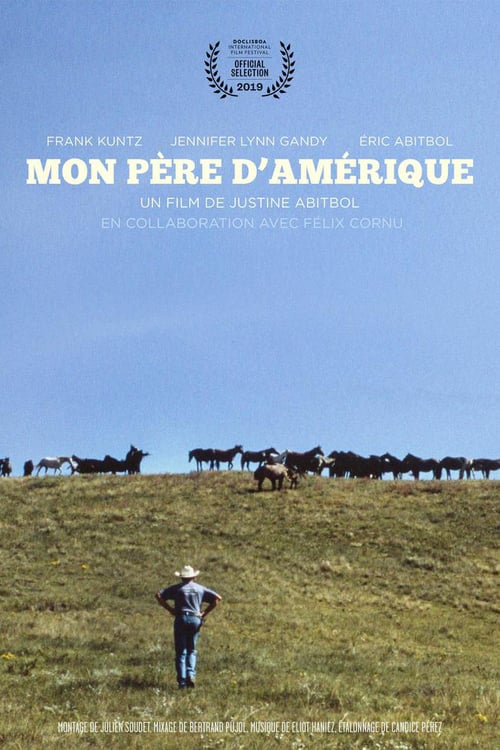 DOCLISBOA
INTERNATIONAL
FILM FESTIVAL
OFFICIAL
SELECTION
2019
FRANK KUNTZ JENNIFER LYNN GANDY ÉRIC ABITBOL
MON PÈRE D'AMÉRIQUE
UN FILM DE JUSTINE ABITBOL
EN COLLABORATION AVEC FÉLIX CORNU
MONTAGE DE JULIEN SOUDET, MIXAGE DE BERTRAND PUJOL, MUSIQUE DE ELIOT HANIEZ, ÉTALONNAGE DE CANDICE PÉREZ